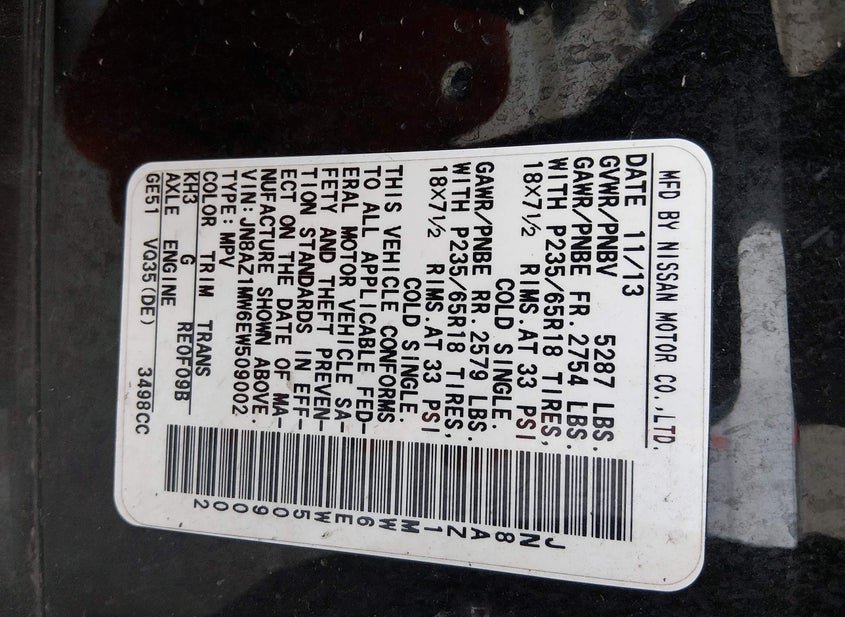 MFD BY NISSAN MOTOR CO.,LTD.
DATE 11/13
GVWR/PNBV 5287 LBS.
GAWR/PNBE FR. 2754 LBS.
WITH P235/65R18 TIRES,
18X7½ RIMS.AT 33 PSI
COLD SINGLE.
GAWR/PNBE RR. 2579 LBS.
WITH P235/65R18 TIRES,
18X7½ RIMS.AT 33 PSI
COLD SINGLE.
THIS VEHICLE CONFORMS
TO ALL APPLICABLE FED-
ERAL MOTOR VEHICLE SA-
FETY AND THEFT PREVEN-
TION STANDARDS IN EFF-
ECT ON THE DATE OF MA-
NUFACTURE SHOWN ABOVE.
VIN: JN8AZ1MW6EW509002
TYPE: MPV
COLOR TRIM TRANS
KH3 G RE0F09B
AXLE ENGINE
GE51 VQ35(DE) 3498CC
JN8AZ1MW6EW509002